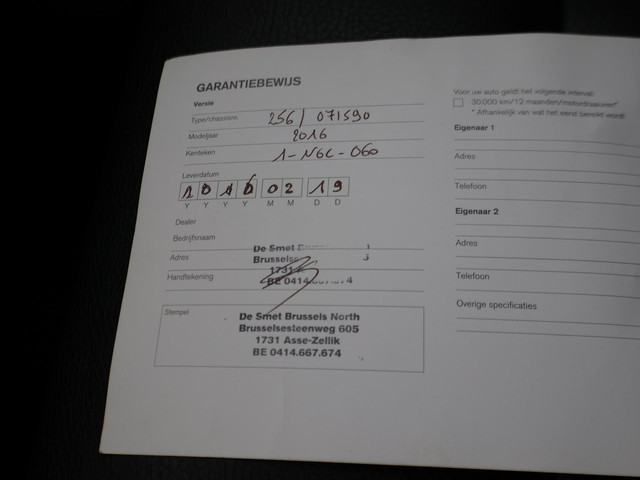 GARANTIEBEWIJS
Versie
Type/chassisnr. 256 / 071590
Modeljaar 2016
Kenteken 1-NGC-060
Leverdatum
02 19
Y Y Y Y M M D D
Dealer
Bedrijfsnaam De Smet
Adres Brussels
1731
Handtekening BE 0414
Stempel
De Smet Brussels North
Brusselsesteenweg 605
1731 Asse-Zellik
BE 0414.667.674
Voor uw auto geldt het volgende interval:
30.000 km/12 maanden/motordraaiuren*
* Afhankelijk van wat het eerst bereikt wordt
Eigenaar 1
Adres
Telefoon
Eigenaar 2
Adres
Telefoon
Overige specificaties